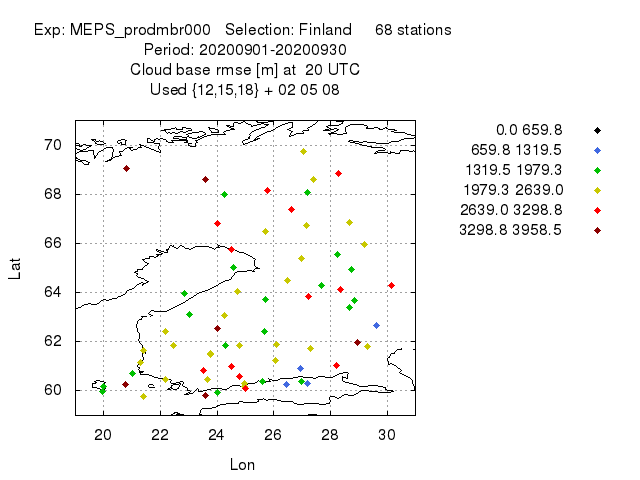 Exp: MEPS_prodmbr000 Selection: Finland 68 stations
Period: 20200901-20200930
Cloud base rmse [m] at 20 UTC
Used {12,15,18} + 02 05 08
0.0 659.8
659.8 1319.5
1319.5 1979.3
1979.3 2639.0
2639.0 3298.8
3298.8 3958.5
70
68
66
64
62
60
Lat
20 22 24 26 28 30
Lon